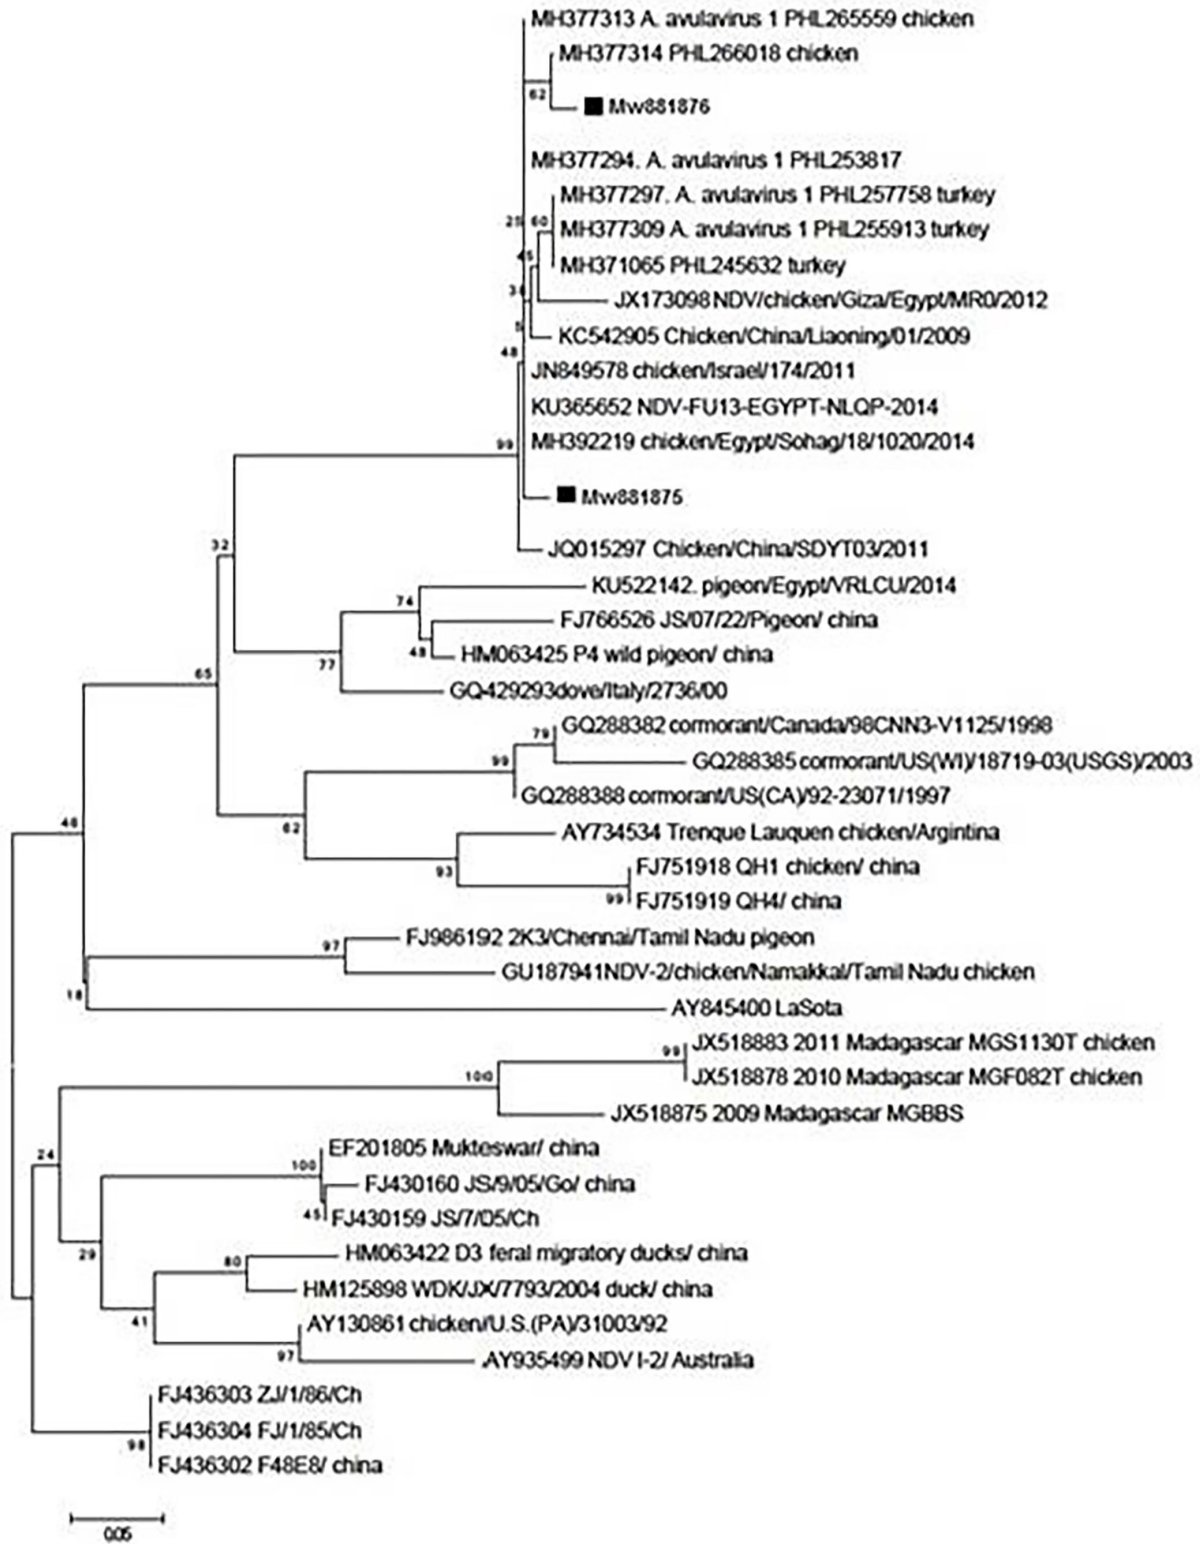 MH377313 A. avulavirus 1 PHL265559 chicken
MH377314 PHL266018 chicken
62
Mw881876
MH377294. A. avulavirus 1 PHL253817
MH377297. A. avulavirus 1 PHL257758 turkey
25 60
MH377309 A. avulavirus 1 PHL255913 turkey
45
MH371065 PHL245632 turkey
JX173098 NDV/chicken/Giza/Egypt/MR0/2012
5
KC542905 Chicken/China/Liaoning/01/2009
48
JN849578 chicken/Israel/174/2011
KU365652 NDV-FU13-EGYPT-NLQP-2014
99
MH392219 chicken/Egypt/Sohag/18/1020/2014
Mw881875
32
JQ015297 Chicken/China/SDYT03/2011
KU522142. pigeon/Egypt/VRLCU/2014
74
FJ766526 JS/07/22/Pigeon/ china
48
HM063425 P4 wild pigeon/ china
77
65
GQ429293dove/Italy/2736/00
GQ288382 cormorant/Canada/98CNN3-V1125/1998
79
99
GQ288385 cormorant/US(WI)/18719-03(USGS)/2003
GQ288388 cormorant/US(CA)/92-23071/1997
46
62
AY734534 Trenque Lauquen chicken/Argintina
93
FJ751918 QH1 chicken/ china
99
FJ751919 QH4/ china
FJ986192 2K3/Chennai/Tamil Nadu pigeon
97
GU187941NDV-2/chicken/Namakkal/Tamil Nadu chicken
18
AY845400 LaSota
JX518883 2011 Madagascar MGS1130T chicken
99
JX518878 2010 Madagascar MGF082T chicken
100
JX518875 2009 Madagascar MGBBS
24
EF201805 Mukteswar/ china
100
FJ430160 JS/9/05/Go/ china
45
FJ430159 JS/7/05/Ch
29
HM063422 D3 feral migratory ducks/ china
80
HM125898 WDK/JX/7793/2004 duck/ china
41
AY130861 chicken/U.S.(PA)/31003/92
97
AY935499 NDV I-2/ Australia
FJ436303 ZJ/1/86/Ch
FJ436304 FJ/1/85/Ch
98
FJ436302 F48E8/ china
0.05